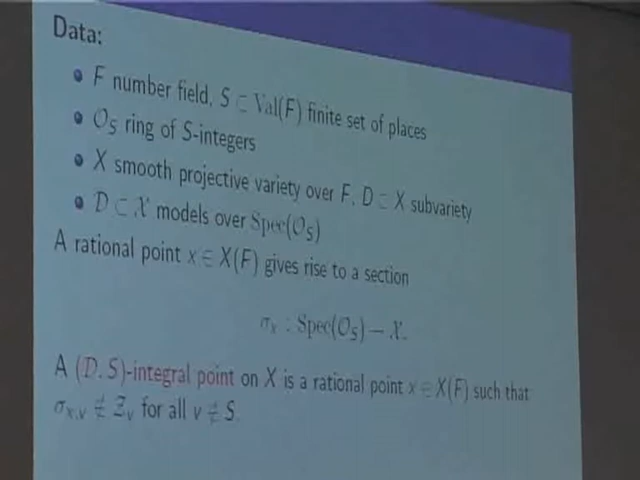 Data:
• F number field, S ⊂ Val(F) finite set of places
• 𝒪_S ring of S-integers
• X smooth projective variety over F, D ⊂ X subvariety
• 𝒟 ⊂ 𝒳 models over Spec(𝒪_S)
A rational point x ∈ X(F) gives rise to a section
σ_x : Spec(𝒪_S) → 𝒳.
A (𝒟, S)-integral point on X is a rational point x ∈ X(F) such that
σ_{x,v} ∉ 𝒵_v for all v ∉ S.